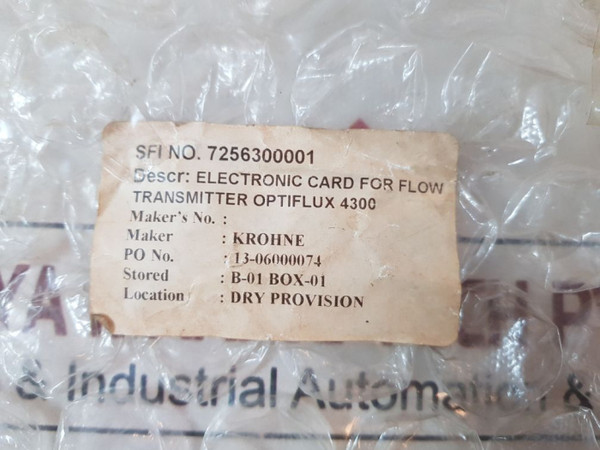 SFI NO. 7256300001
Descr: ELECTRONIC CARD FOR FLOW
TRANSMITTER OPTIFLUX 4300
Maker's No. :
Maker : KROHNE
PO No. : 13-06000074
Stored : B-01 BOX-01
Location : DRY PROVISION
& Industrial Automation &